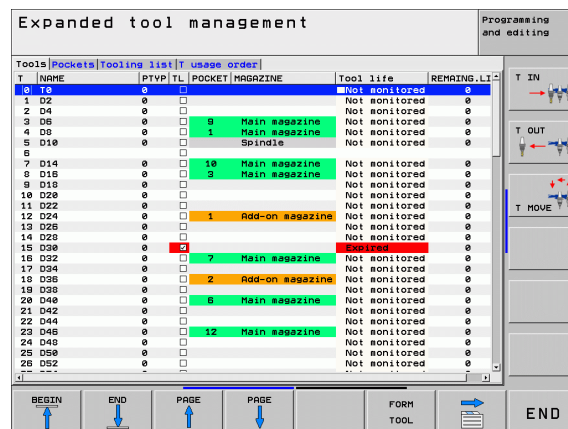 Expanded tool management
Programming
and editing
Tools Pockets Tooling list T usage order
T NAME PTYP TL POCKET MAGAZINE Tool life REMAING.LI
0 T0 0 Not monitored 0
1 D2 0 Not monitored 0
2 D4 0 Not monitored 0
3 D6 0 9 Main magazine Not monitored 0
4 D8 0 1 Main magazine Not monitored 0
5 D10 0 Spindle Not monitored 0
6
7 D14 0 10 Main magazine Not monitored 0
8 D16 0 3 Main magazine Not monitored 0
9 D18 0 Not monitored 0
10 D20 0 Not monitored 0
11 D22 0 Not monitored 0
12 D24 0 1 Add-on magazine Not monitored 0
13 D26 0 Not monitored 0
14 D28 0 Not monitored 0
15 D30 0 Expired 0
16 D32 0 7 Main magazine Not monitored 0
17 D34 0 Not monitored 0
18 D36 0 2 Add-on magazine Not monitored 0
19 D38 0 Not monitored 0
20 D40 0 6 Main magazine Not monitored 0
21 D42 0 Not monitored 0
22 D44 0 Not monitored 0
23 D46 0 12 Main magazine Not monitored 0
24 D48 0 Not monitored 0
25 D50 0 Not monitored 0
26 D52 0 Not monitored 0
T IN
T OUT
T MOVE
BEGIN
END
PAGE
PAGE
FORM
TOOL
END